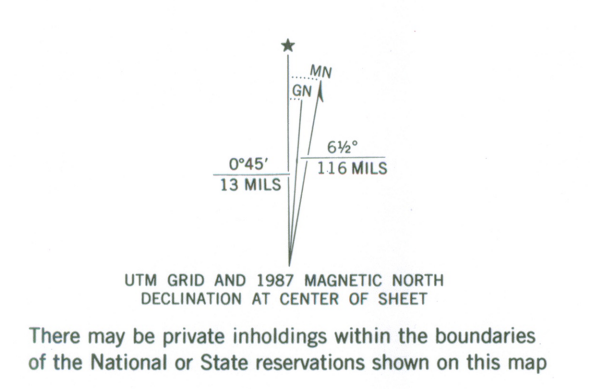 ★
MN
GN
6½°
116 MILS
0°45′
13 MILS
UTM GRID AND 1987 MAGNETIC NORTH
DECLINATION AT CENTER OF SHEET
There may be private inholdings within the boundaries
of the National or State reservations shown on this map